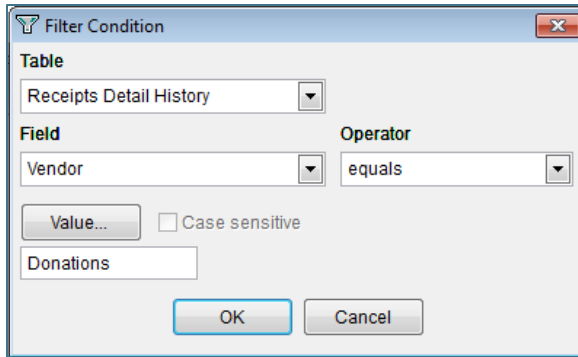 Filter Condition
Table
Receipts Detail History
Field Operator
Vendor equals
Value... Case sensitive
Donations
OK Cancel